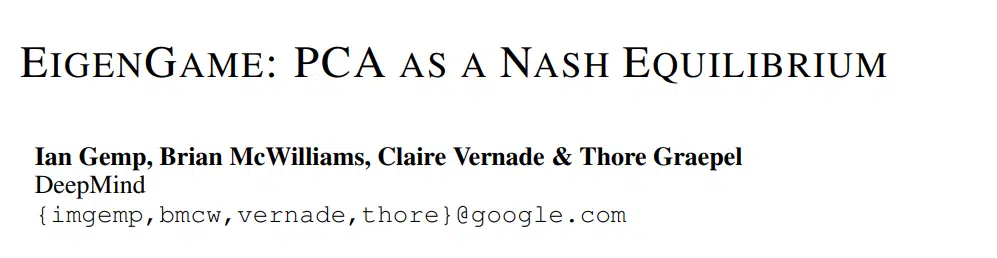 EIGENGAME: PCA AS A NASH EQUILIBRIUM
Ian Gemp, Brian McWilliams, Claire Vernade & Thore Graepel
DeepMind
{imgemp,bmcw,vernade,thore}@google.com